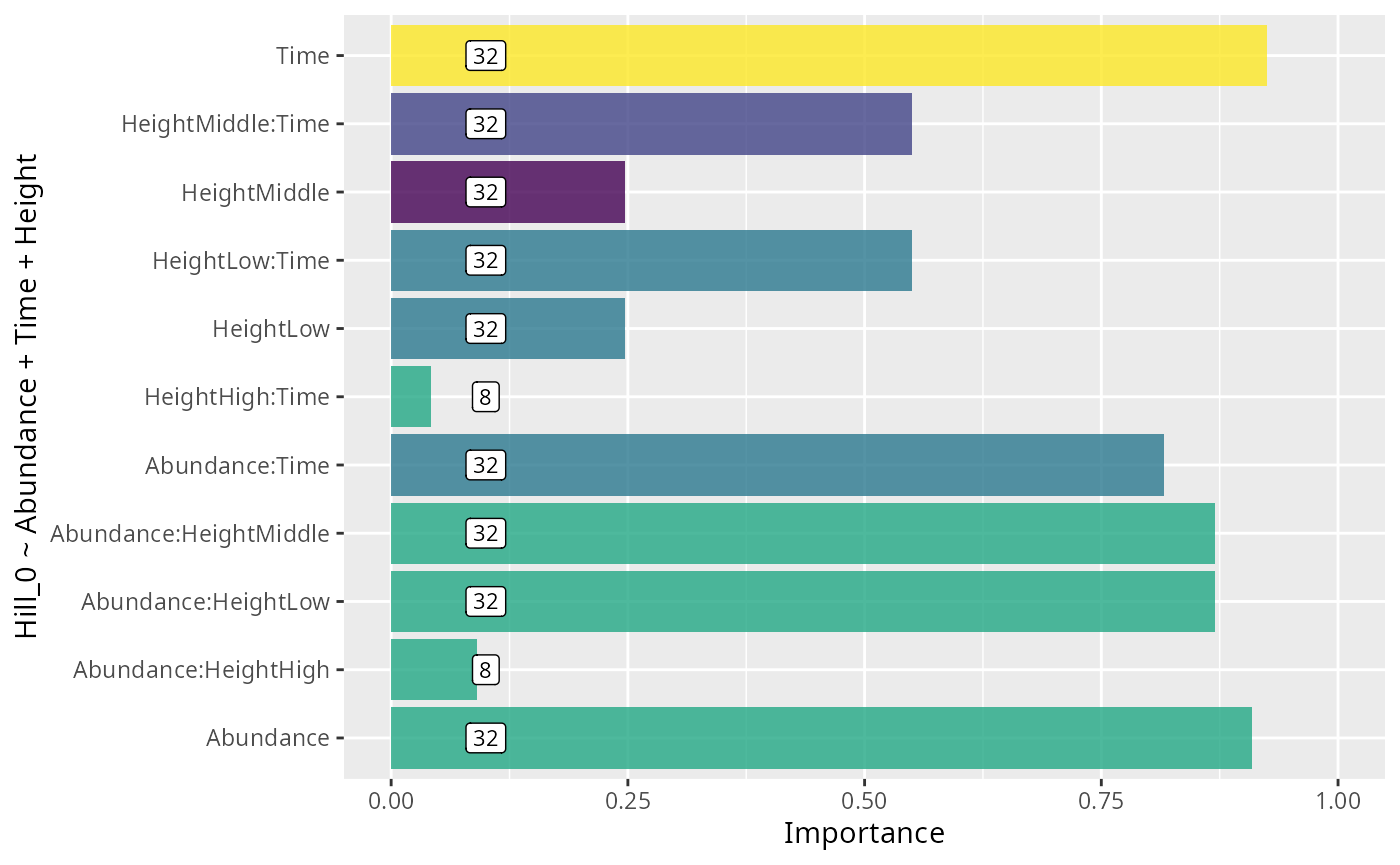 Hill_0 ~ Abundance + Time + Height
Time 32
HeightMiddle:Time 32
HeightMiddle 32
HeightLow:Time 32
HeightLow 32
HeightHigh:Time 8
Abundance:Time 32
Abundance:HeightMiddle 32
Abundance:HeightLow 32
Abundance:HeightHigh 8
Abundance 32
0.00 0.25 0.50 0.75 1.00
Importance